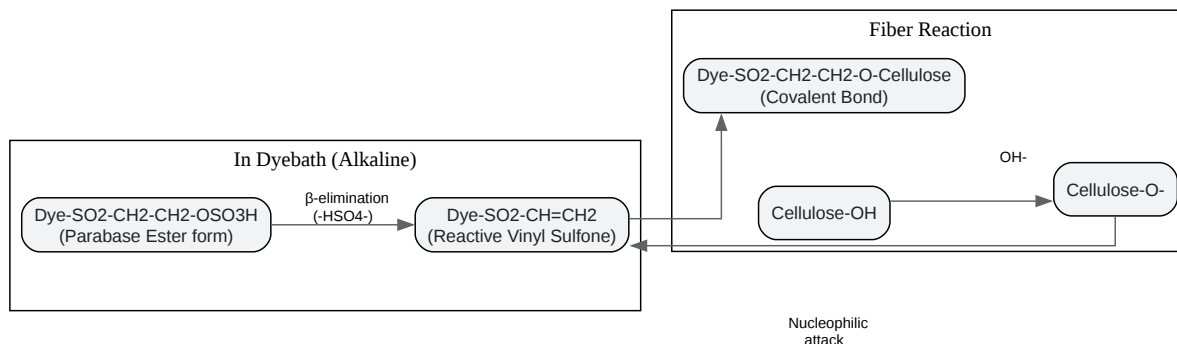 Fiber Reaction
Dye-SO2-CH2-CH2-O-Cellulose
(Covalent Bond)
In Dyebath (Alkaline)
OH-
β-elimination
(-HSO4-)
Dye-SO2-CH2-CH2-OSO3H
(Parabase Ester form)
Dye-SO2-CH=CH2
(Reactive Vinyl Sulfone)
Cellulose-OH
Cellulose-O-
Nucleophilic
attack